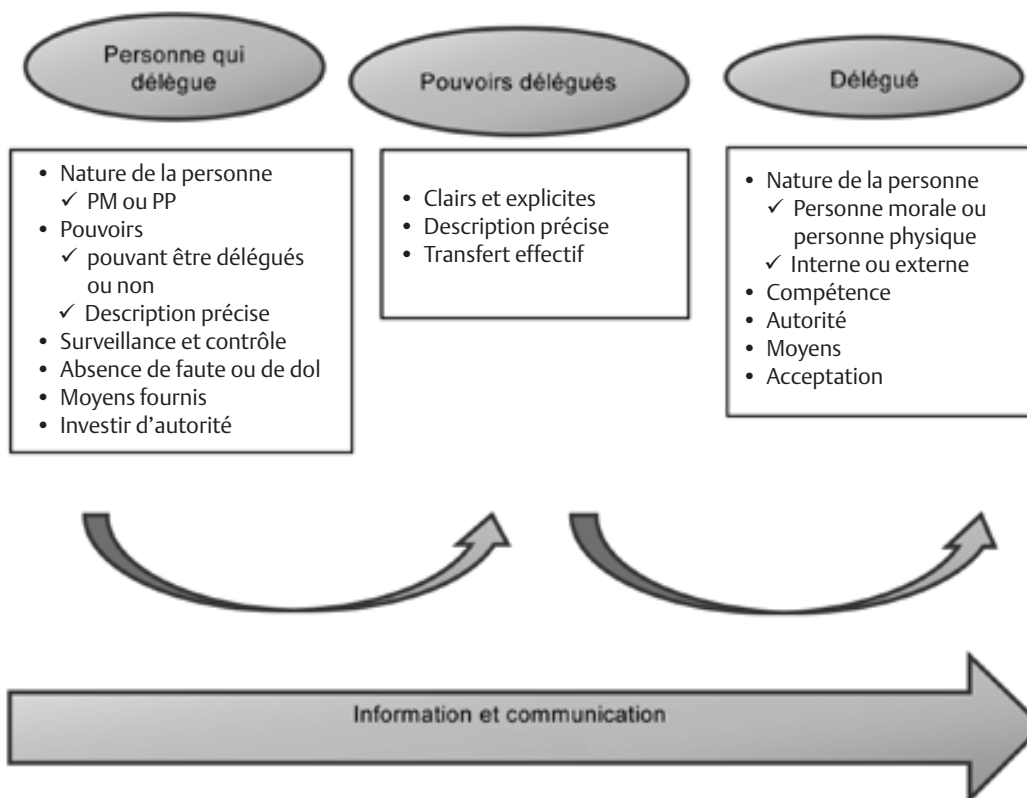 Personne qui
délègue
Pouvoirs délégués
Délégué
• Nature de la personne
✓ PM ou PP
• Pouvoirs
✓ pouvant être délégués
ou non
✓ Description précise
• Surveillance et contrôle
• Absence de faute ou de dol
• Moyens fournis
• Investir d'autorité
• Clairs et explicites
• Description précise
• Transfert effectif
• Nature de la personne
✓ Personne morale ou
personne physique
✓ Interne ou externe
• Compétence
• Autorité
• Moyens
• Acceptation
Information et communication